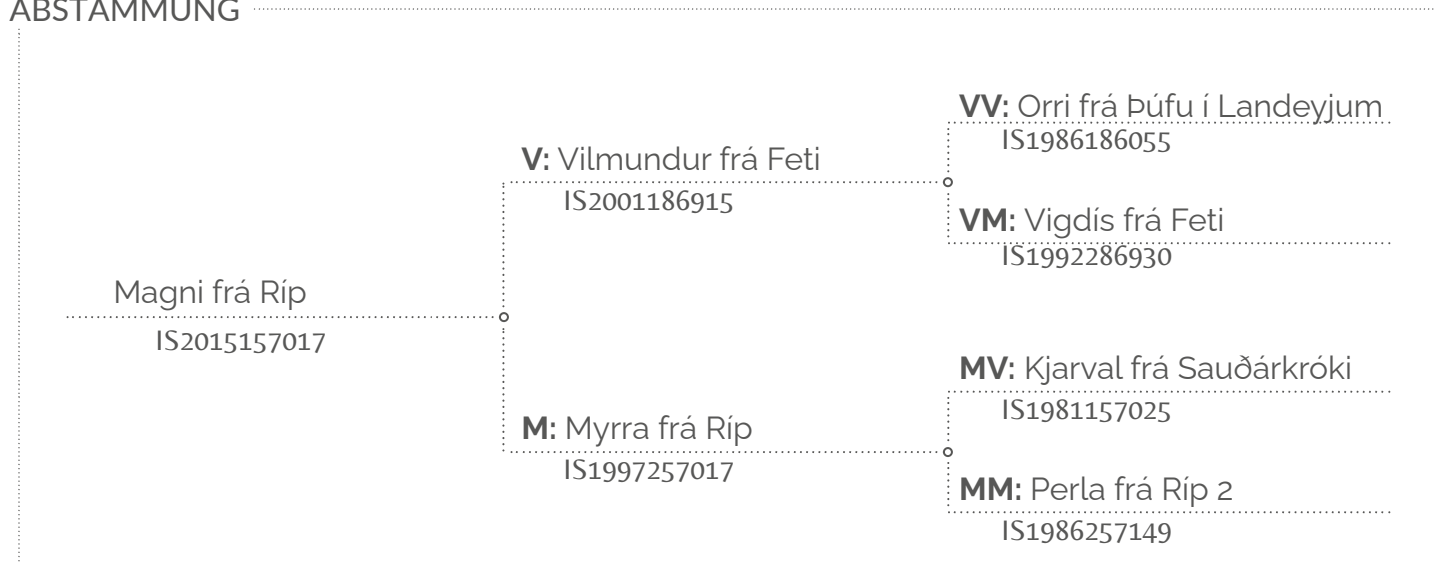 ABSTAMMUNG
VV: Orri frá Þúfu í Landeyjum
IS1986186055
V: Vilmundur frá Feti
IS2001186915
VM: Vigdís frá Feti
IS1992286930
Magni frá Ríp
IS2015157017
MV: Kjarval frá Sauðárkróki
IS1981157025
M: Myrra frá Ríp
IS1997257017
MM: Perla frá Ríp 2
IS1986257149